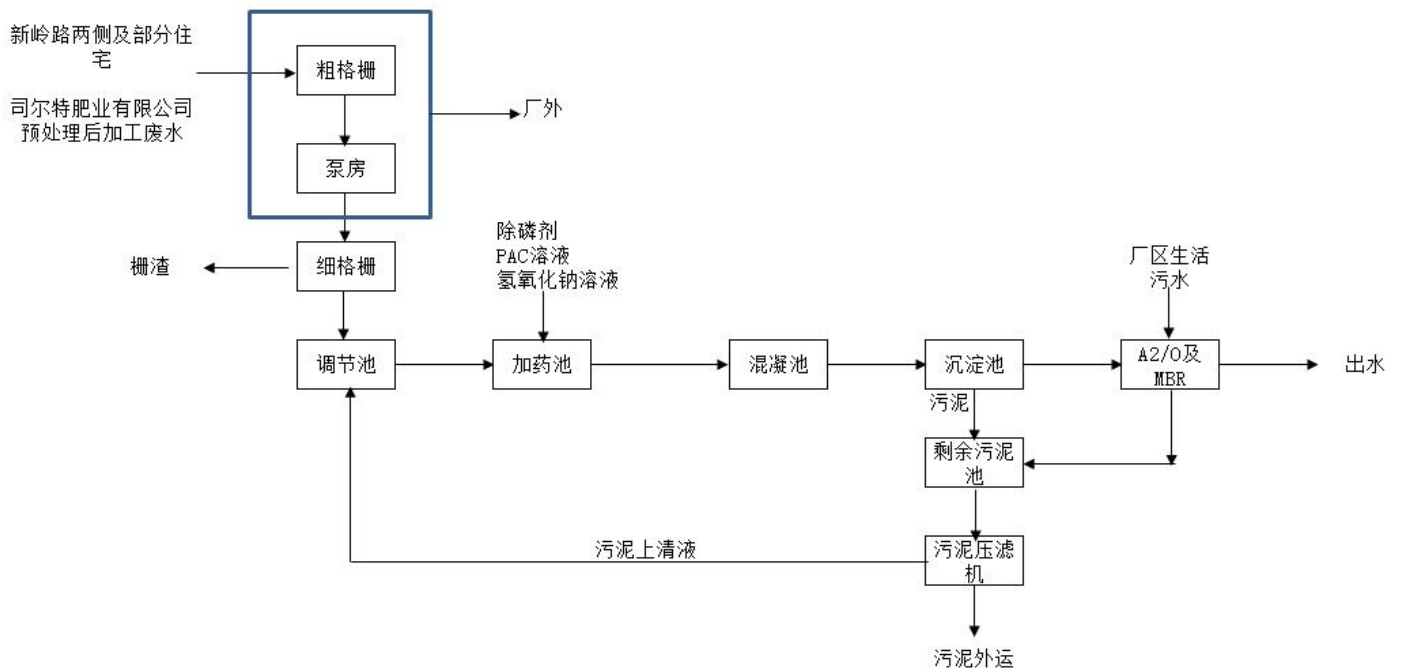 新岭路两侧及部分住
宅
司尔特肥业有限公司
预处理后加工废水
粗格栅
厂外
泵房
栅渣
细格栅
除磷剂
PAC溶液
氢氧化钠溶液
厂区生活
污水
调节池
加药池
混凝池
沉淀池
A2/O及
MBR
出水
污泥
剩余污泥
池
污泥上清液
污泥压滤
机
污泥外运